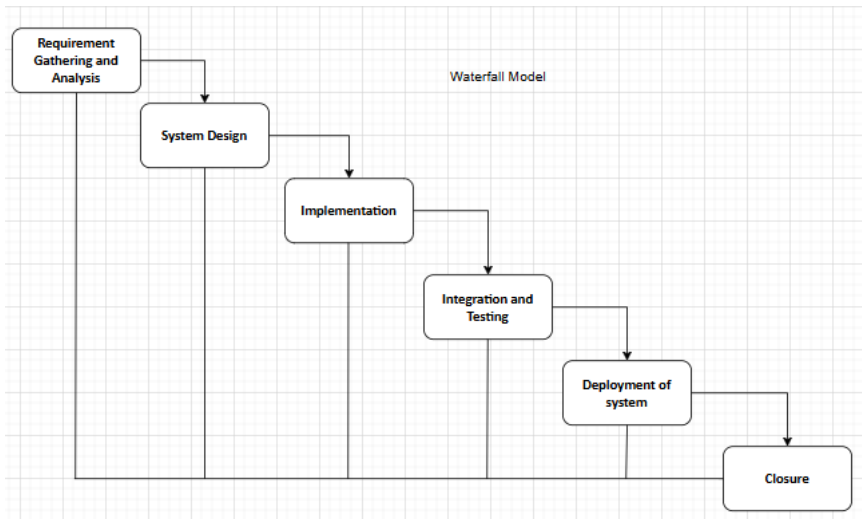 Requirement
Gathering and
Analysis
Waterfall Model
System Design
Implementation
Integration and
Testing
Deployment of
system
Closure